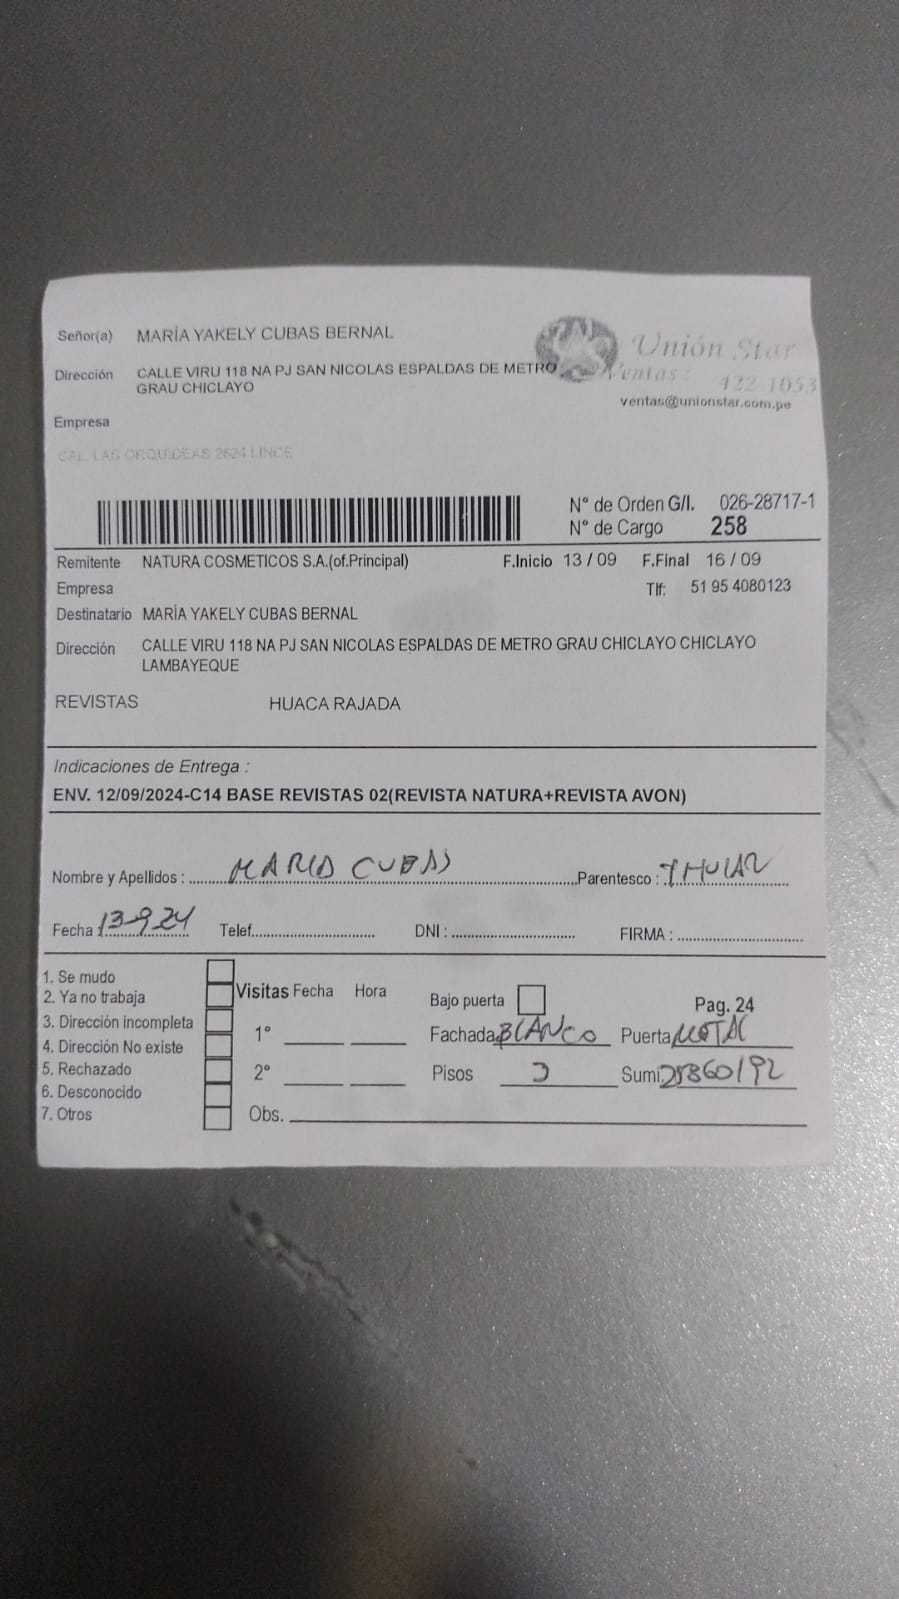 Señor(a) MARÍA YAKELY CUBAS BERNAL
Unión Star
Dirección CALLE VIRU 118 NA PJ SAN NICOLAS ESPALDAS DE METRO
GRAU CHICLAYO
Ventas: 422-1053
ventas@unionstar.com.pe
Empresa
CAL. LAS ORQUIDEAS 2624 LINCE
N° de Orden G/I. 026-28717-1
N° de Cargo 258
Remitente NATURA COSMETICOS S.A.(of.Principal) F.Inicio 13 / 09 F.Final 16 / 09
Empresa Tlf: 51 95 4080123
Destinatario MARÍA YAKELY CUBAS BERNAL
Dirección CALLE VIRU 118 NA PJ SAN NICOLAS ESPALDAS DE METRO GRAU CHICLAYO CHICLAYO
LAMBAYEQUE
REVISTAS HUACA RAJADA
Indicaciones de Entrega :
ENV. 12/09/2024-C14 BASE REVISTAS 02(REVISTA NATURA+REVISTA AVON)
Nombre y Apellidos : MARIA CUBAS Parentesco : TITULAR
Fecha : 13-9-24 Telef. DNI : FIRMA :
1. Se mudo
2. Ya no trabaja
3. Dirección incompleta
4. Dirección No existe
5. Rechazado
6. Desconocido
7. Otros
Visitas Fecha Hora
1°
2°
Obs.
Bajo puerta Pag. 24
Fachada BLANCO Puerta METAL
Pisos 3 Sumi. 25860192